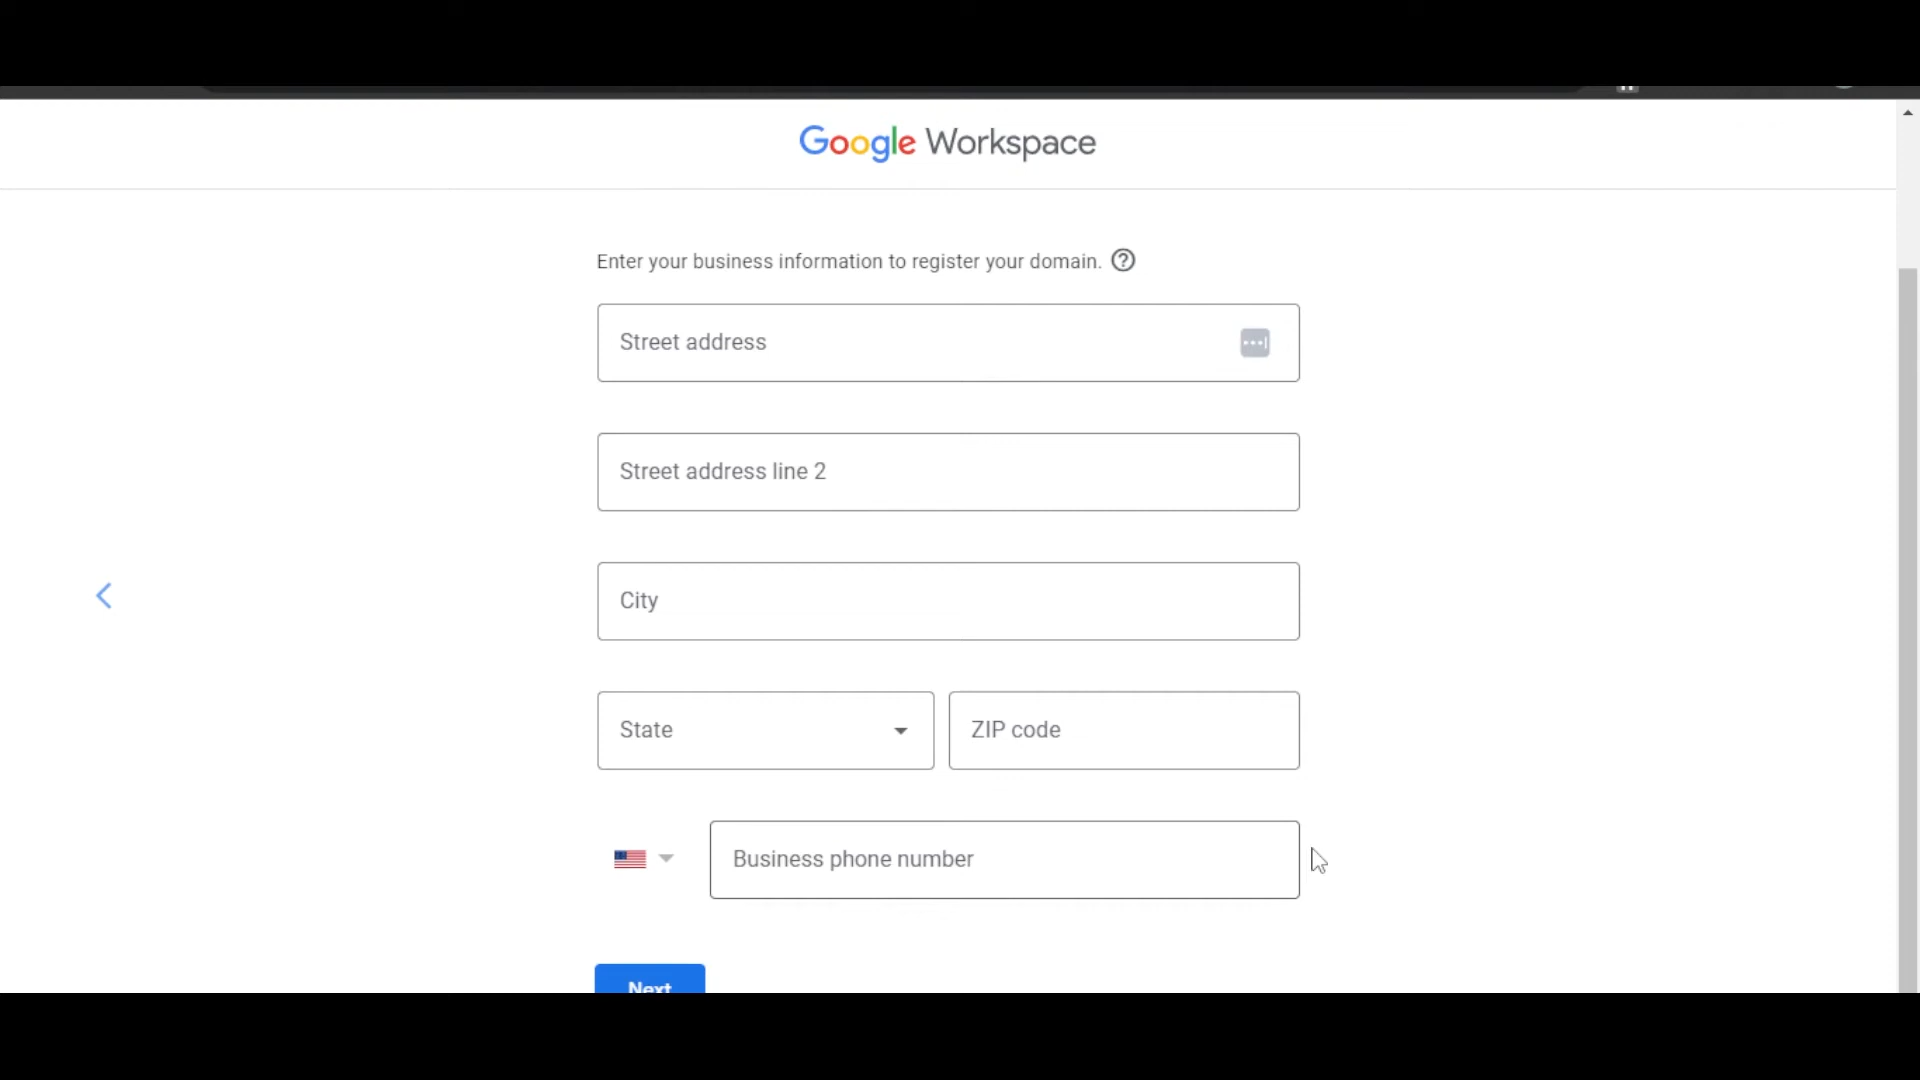 Google Workspace
Enter your business information to register your domain.
Street address
Street address line 2
City
State
ZIP code
Business phone number
Next